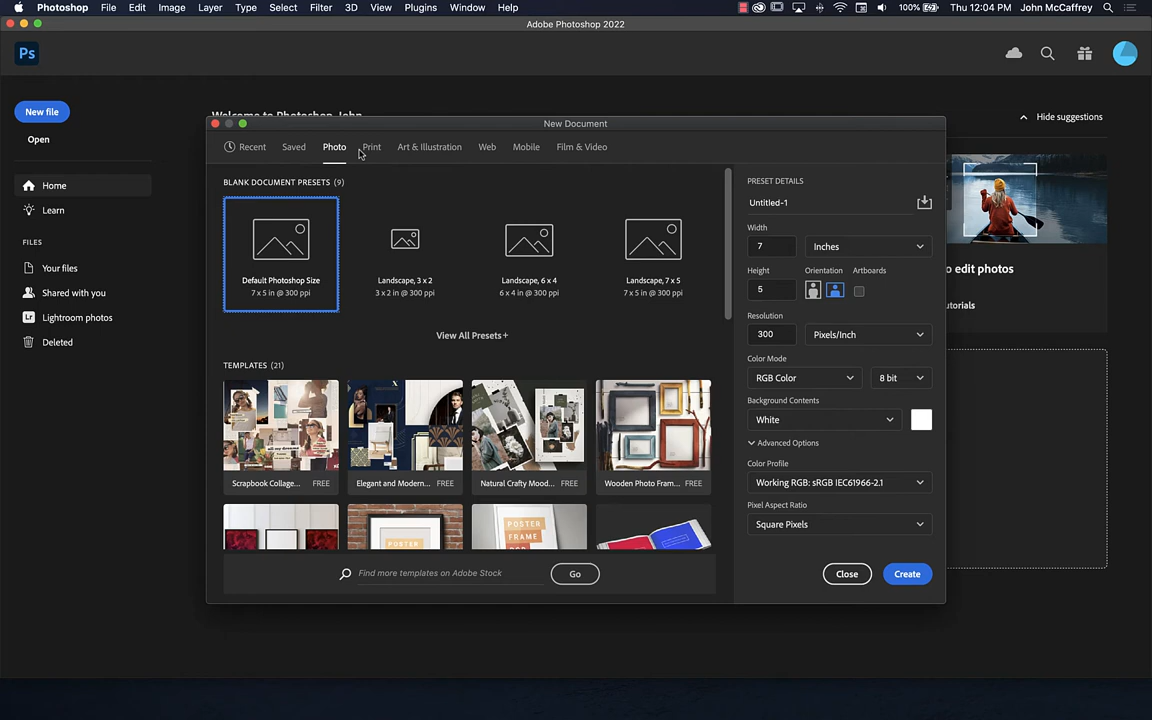 Photoshop File Edit Image Layer Type Select Filter 3D View Plugins Window Help 100% Thu 12:04 PM John McCaffrey
Adobe Photoshop 2022
Ps
New file
Open
Home
Learn
FILES
Your files
Shared with you
Lr Lightroom photos
Deleted
Welcome to Photoshop, John
Hide suggestions
New Document
Recent Saved Photo Print Art & Illustration Web Mobile Film & Video
BLANK DOCUMENT PRESETS (9)
Default Photoshop Size
7 x 5 in @ 300 ppi
Landscape, 3 x 2
3 x 2 in @ 300 ppi
Landscape, 6 x 4
6 x 4 in @ 300 ppi
Landscape, 7 x 5
7 x 5 in @ 300 ppi
View All Presets +
TEMPLATES (21)
Scrapbook Collage... FREE
Elegant and Modern... FREE
Natural Crafty Mood... FREE
Wooden Photo Fram... FREE
POSTER
POSTER
FRAME
Find more templates on Adobe Stock
Go
PRESET DETAILS
Untitled-1
Width
7 Inches
Height Orientation Artboards
5
Resolution
300 Pixels/Inch
Color Mode
RGB Color 8 bit
Background Contents
White
Advanced Options
Color Profile
Working RGB: sRGB IEC61966-2.1
Pixel Aspect Ratio
Square Pixels
Close Create
o edit photos
utorials